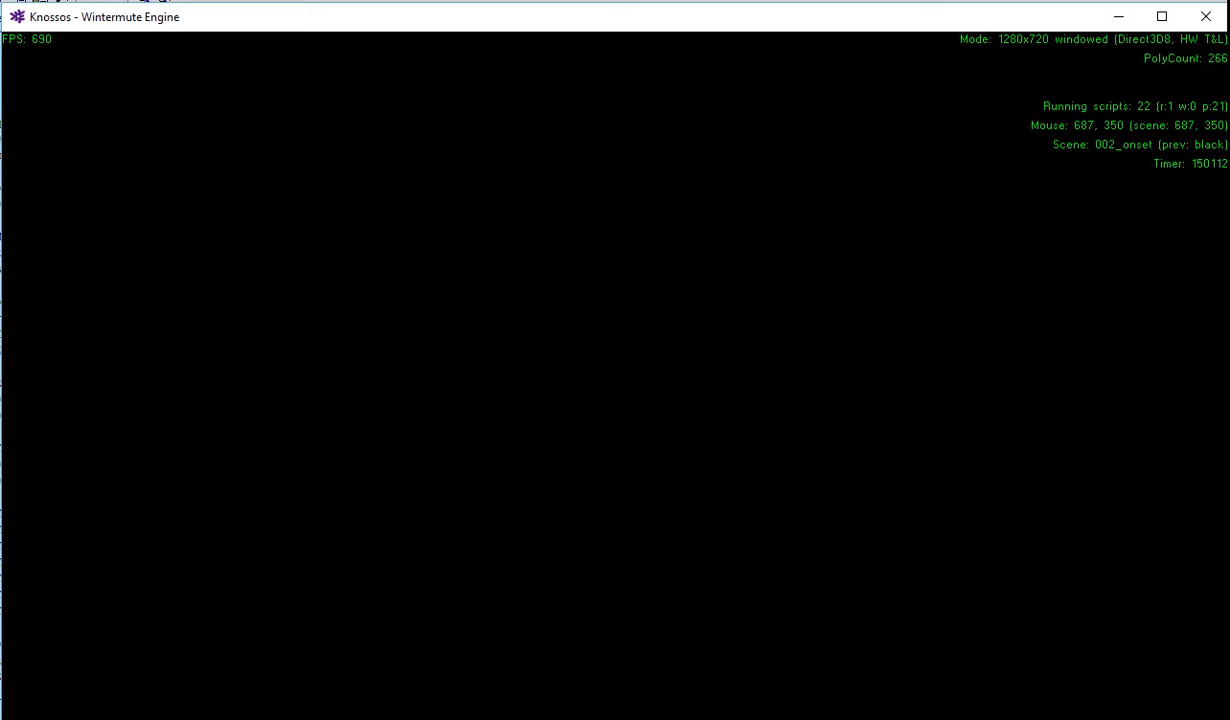 Knossos - Wintermute Engine
FPS: 690
Mode: 1280x720 windowed (Direct3D8, HW T&L)
PolyCount: 266
Running scripts: 22 (r:1 w:0 p:21)
Mouse: 687, 350 (scene: 687, 350)
Scene: 002_onset (prev: black)
Timer: 150112